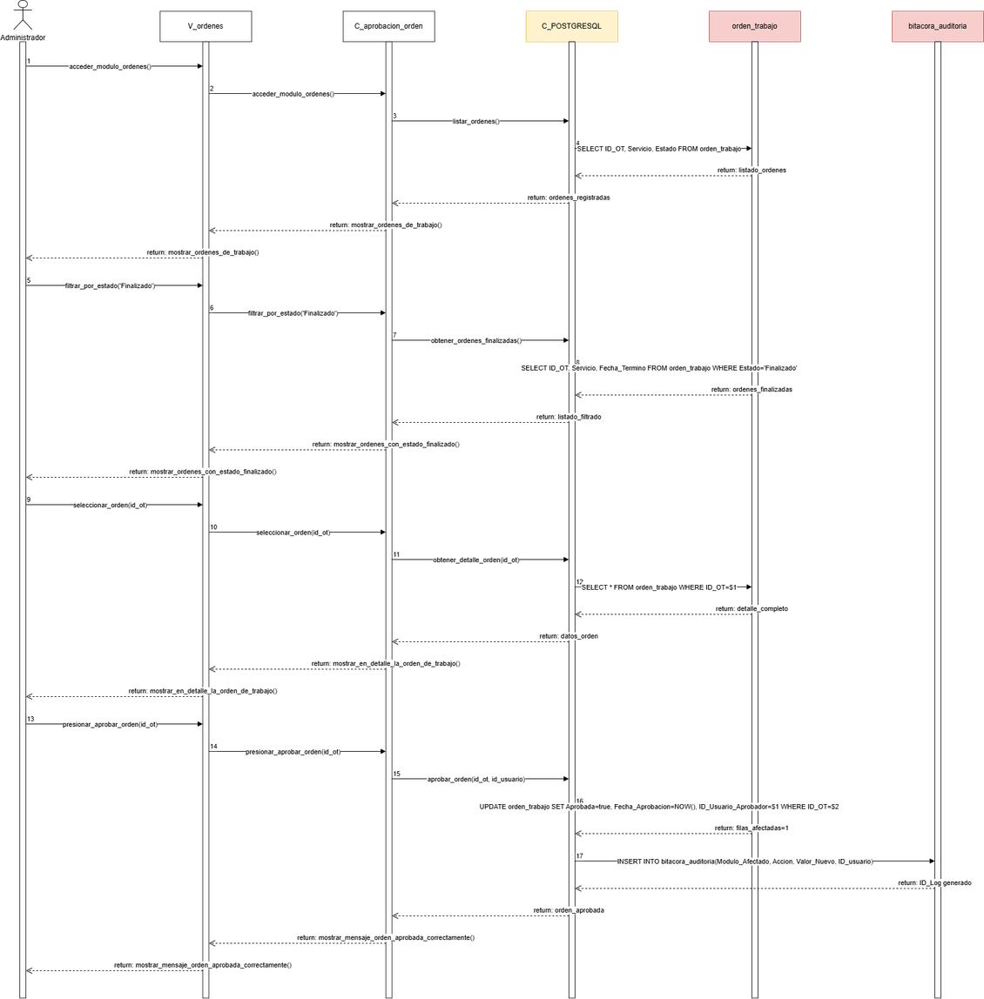 Administrador
V_ordenes
C_aprobacion_orden
C_POSTGRESQL
orden_trabajo
bitacora_auditoria
1
acceder_modulo_ordenes()
2
acceder_modulo_ordenes()
3
listar_ordenes()
4
SELECT ID_OT, Servicio, Estado FROM orden_trabajo
return: listado_ordenes
return: ordenes_registradas
return: mostrar_ordenes_de_trabajo()
return: mostrar_ordenes_de_trabajo()
5
filtrar_por_estado('Finalizado')
6
filtrar_por_estado('Finalizado')
7
obtener_ordenes_finalizadas()
8
SELECT ID_OT, Servicio, Fecha_Termino FROM orden_trabajo WHERE Estado='Finalizado'
return: ordenes_finalizadas
return: listado_filtrado
return: mostrar_ordenes_con_estado_finalizado()
return: mostrar_ordenes_con_estado_finalizado()
9
seleccionar_orden(id_ot)
10
seleccionar_orden(id_ot)
11
obtener_detalle_orden(id_ot)
12
SELECT * FROM orden_trabajo WHERE ID_OT=$1
return: detalle_completo
return: datos_orden
return: mostrar_en_detalle_la_orden_de_trabajo()
return: mostrar_en_detalle_la_orden_de_trabajo()
13
presionar_aprobar_orden(id_ot)
14
presionar_aprobar_orden(id_ot)
15
aprobar_orden(id_ot, id_usuario)
16
UPDATE orden_trabajo SET Aprobada=true, Fecha_Aprobacion=NOW(), ID_Usuario_Aprobador=$1 WHERE ID_OT=$2
return: filas_afectadas=1
17
INSERT INTO bitacora_auditoria(Modulo_Afectado, Accion, Valor_Nuevo, ID_usuario)
return: ID_Log generado
return: orden_aprobada
return: mostrar_mensaje_orden_aprobada_correctamente()
return: mostrar_mensaje_orden_aprobada_correctamente()